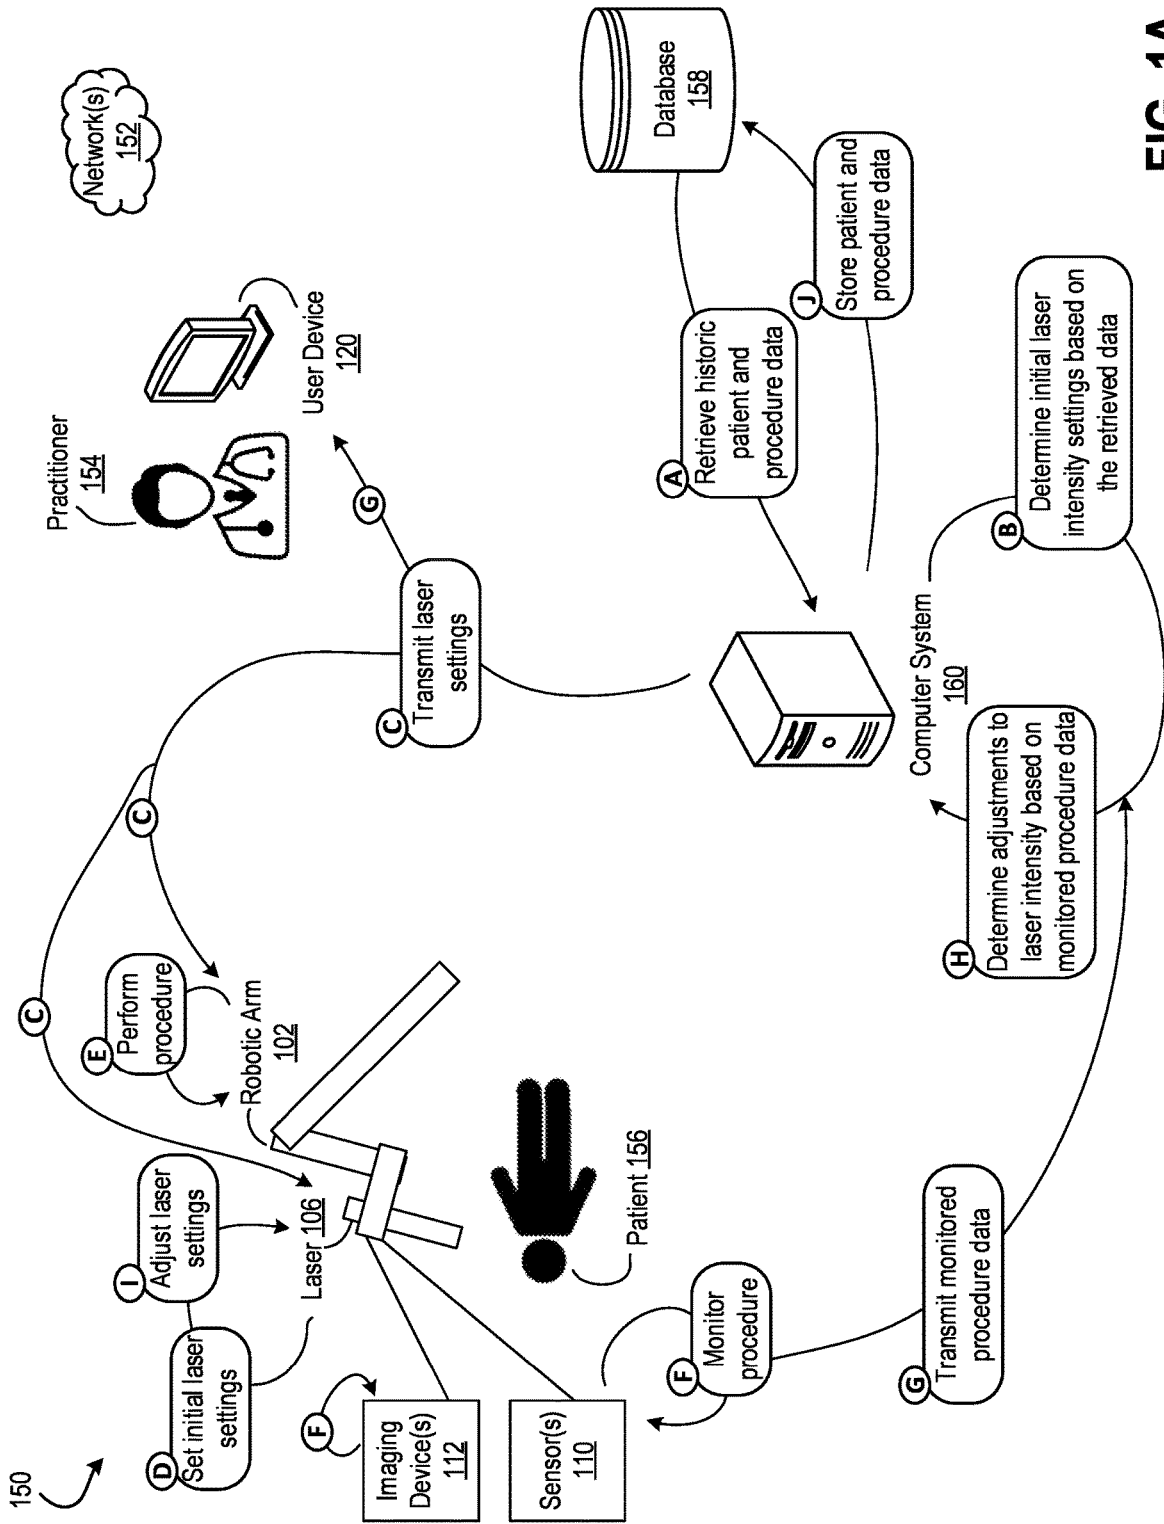 150
D
Set initial laser
settings
I
Adjust laser
settings
C
E
Perform
procedure
C
Practitioner
154
Network(s)
152
Laser 106
Robotic Arm
102
User Device
120
F
Imaging
Device(s)
112
G
C
Transmit laser
settings
Sensor(s)
110
Patient 156
F
Monitor
procedure
A
Retrieve historic
patient and
procedure data
Database
158
J
Store patient and
procedure data
Computer System
160
G
Transmit monitored
procedure data
H
Determine adjustments to
laser intensity based on
monitored procedure data
B
Determine initial laser
intensity settings based on
the retrieved data
FIG. 1A